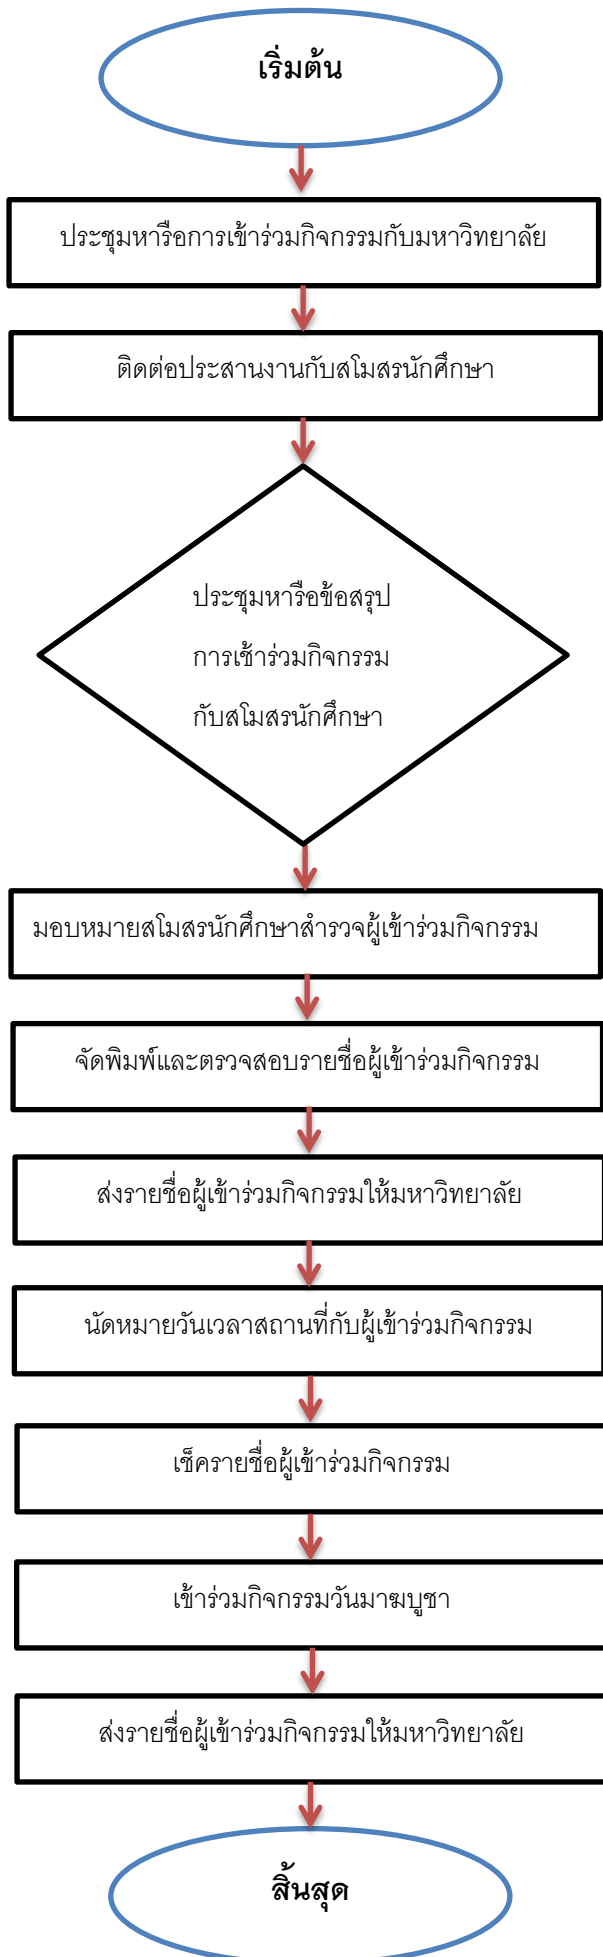 เริ่มต้น
ประชุมหารือการเข้าร่วมกิจกรรมกับมหาวิทยาลัย
ติดต่อประสานงานกับสโมสรนักศึกษา
ประชุมหารือข้อสรุป
การเข้าร่วมกิจกรรม
กับสโมสรนักศึกษา
มอบหมายสโมสรนักศึกษาสำรวจผู้เข้าร่วมกิจกรรม
จัดพิมพ์และตรวจสอบรายชื่อผู้เข้าร่วมกิจกรรม
ส่งรายชื่อผู้เข้าร่วมกิจกรรมให้มหาวิทยาลัย
นัดหมายวันเวลาสถานที่กับผู้เข้าร่วมกิจกรรม
เช็ครายชื่อผู้เข้าร่วมกิจกรรม
เข้าร่วมกิจกรรมวันมาฆบูชา
ส่งรายชื่อผู้เข้าร่วมกิจกรรมให้มหาวิทยาลัย
สิ้นสุด